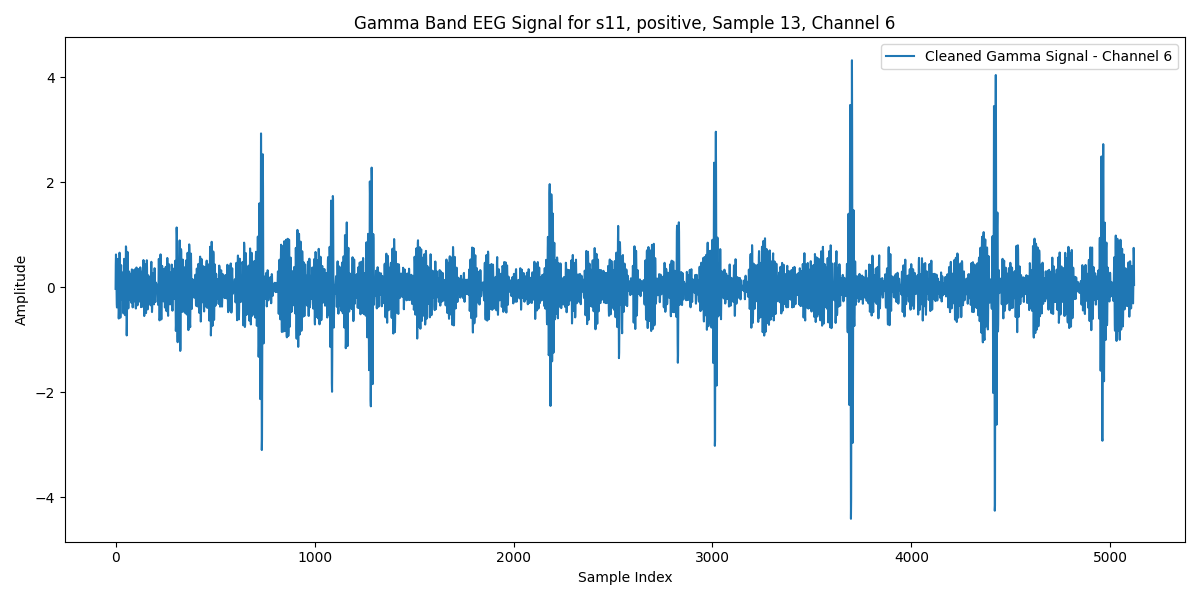 Gamma Band EEG Signal for s11, positive, Sample 13, Channel 6
Cleaned Gamma Signal - Channel 6
Amplitude
4
2
0
−2
−4
0 1000 2000 3000 4000 5000
Sample Index